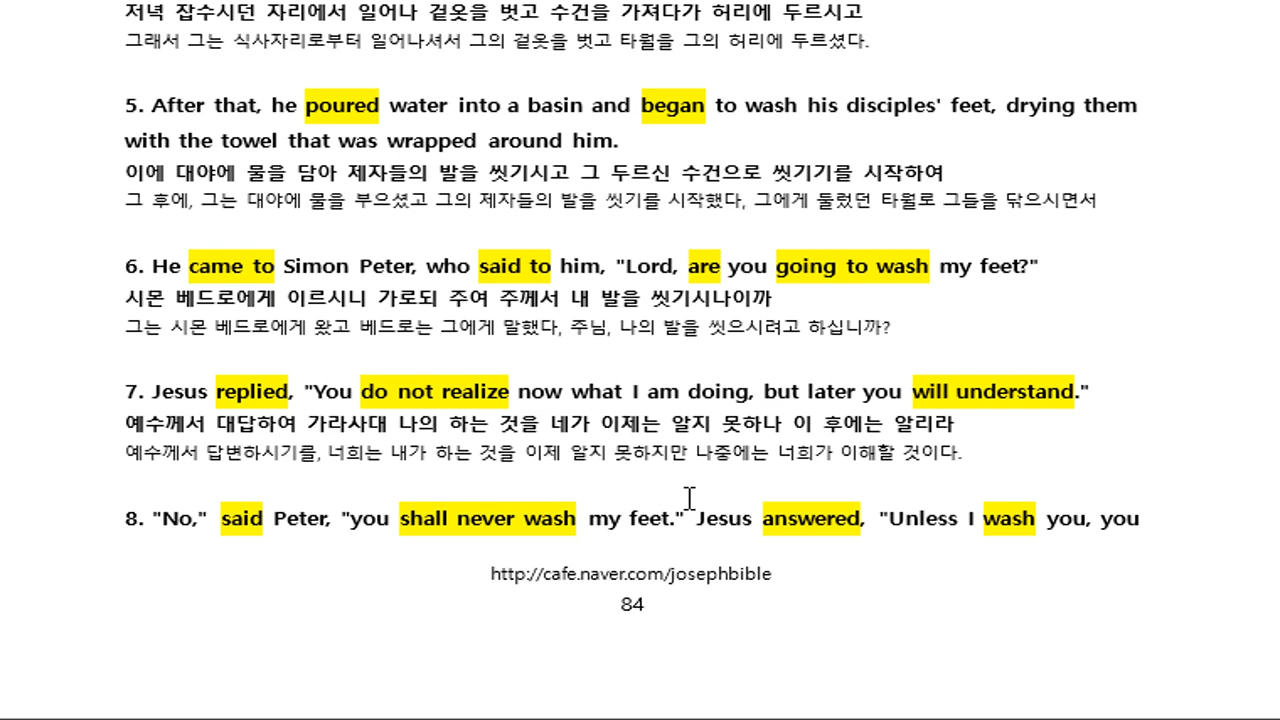 저녁 잡수시던 자리에서 일어나 겉옷을 벗고 수건을 가져다가 허리에 두르시고
그래서 그는 식사자리로부터 일어나셔서 그의 겉옷을 벗고 타월을 그의 허리에 두르셨다.
5. After that, he poured water into a basin and began to wash his disciples' feet, drying them
with the towel that was wrapped around him.
이에 대야에 물을 담아 제자들의 발을 씻기시고 그 두르신 수건으로 씻기기를 시작하여
그 후에, 그는 대야에 물을 부으셨고 그의 제자들의 발을 씻기를 시작했다, 그에게 둘렀던 타월로 그들을 닦으시면서
6. He came to Simon Peter, who said to him, "Lord, are you going to wash my feet?"
시몬 베드로에게 이르시니 가로되 주여 주께서 내 발을 씻기시나이까
그는 시몬 베드로에게 왔고 베드로는 그에게 말했다, 주님, 나의 발을 씻으시려고 하십니까?
7. Jesus replied, "You do not realize now what I am doing, but later you will understand."
예수께서 대답하여 가라사대 나의 하는 것을 네가 이제는 알지 못하나 이 후에는 알리라
예수께서 답변하시기를, 너희는 내가 하는 것을 이제 알지 못하지만 나중에는 너희가 이해할 것이다.
8. "No," said Peter, "you shall never wash my feet." Jesus answered, "Unless I wash you, you
http://cafe.naver.com/josephbible
84